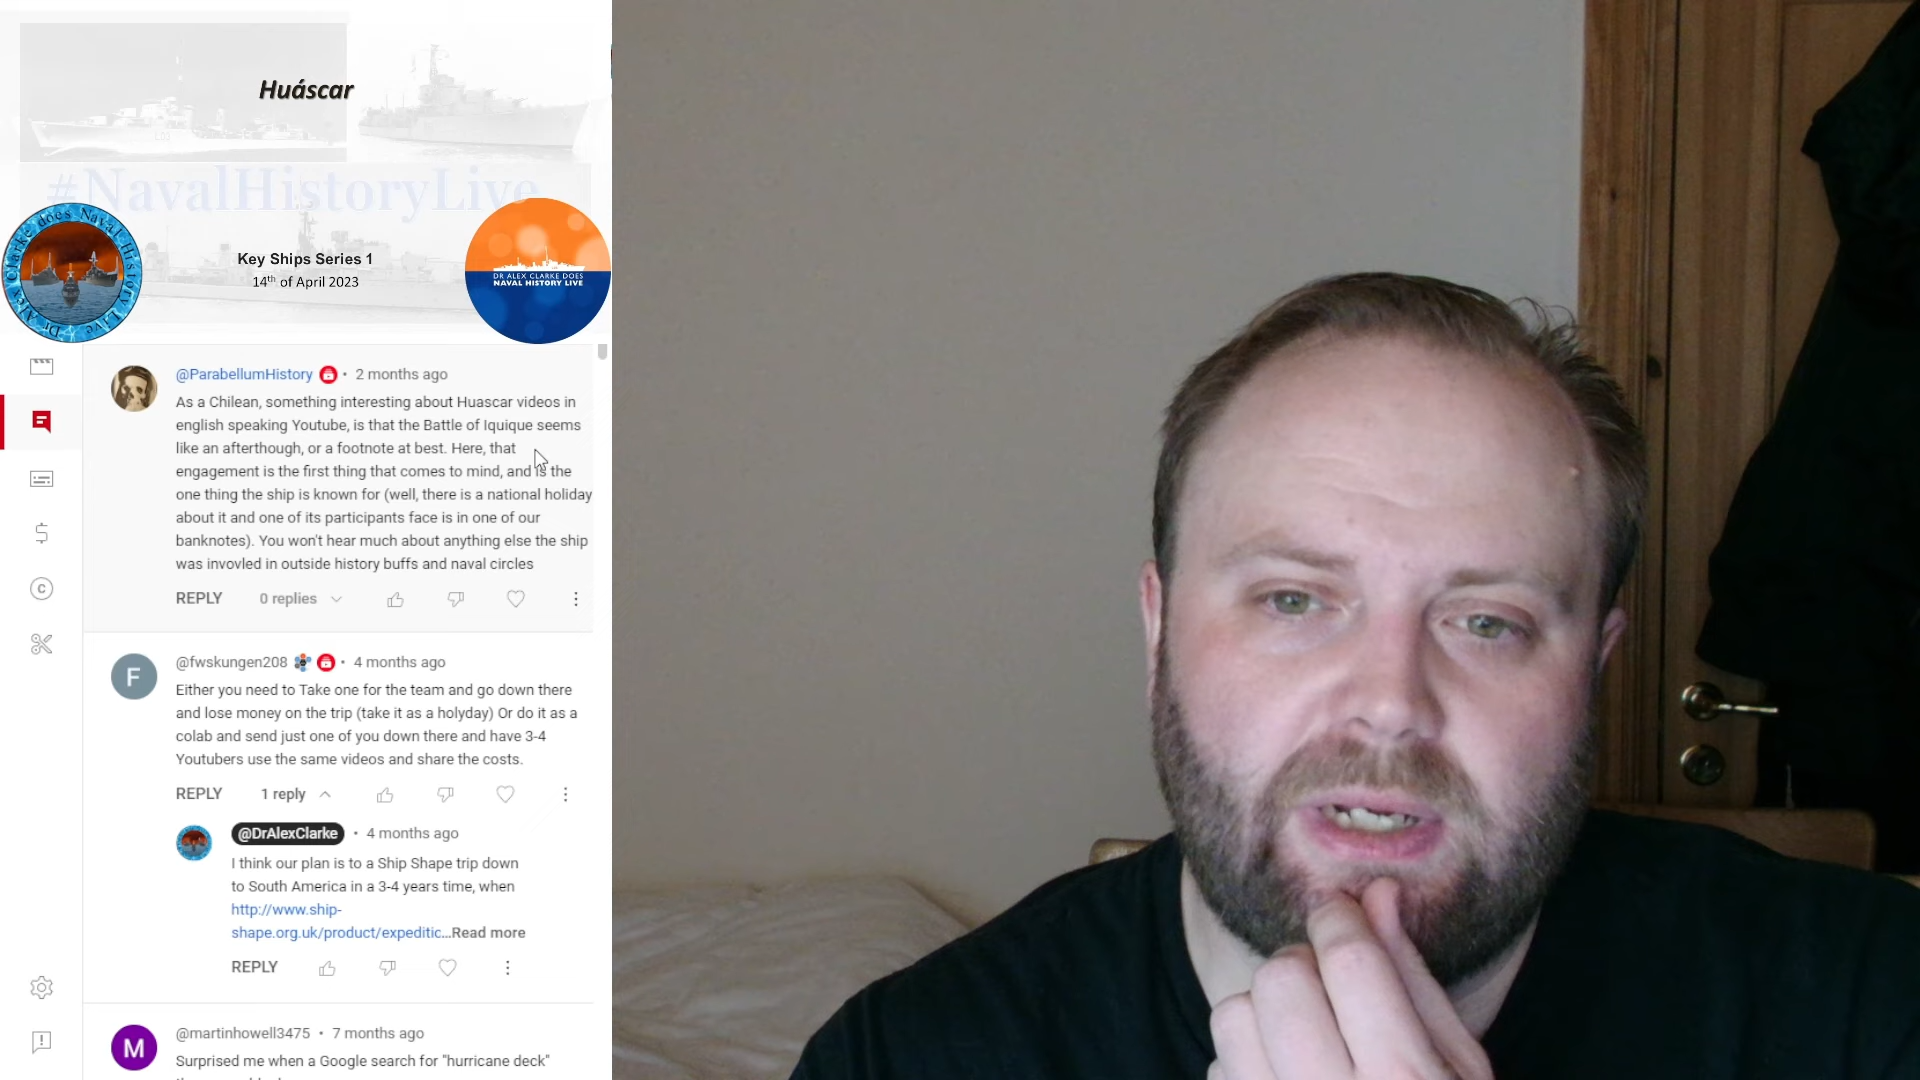 Huáscar
#NavalHistoryLive
Dr Alex Clarke does Naval History Live
Key Ships Series 1
14th of April 2023
DR ALEX CLARKE DOES
NAVAL HISTORY LIVE
@ParabellumHistory • 2 months ago
As a Chilean, something interesting about Huascar videos in
english speaking Youtube, is that the Battle of Iquique seems
like an afterthough, or a footnote at best. Here, that
engagement is the first thing that comes to mind, and is the
one thing the ship is known for (well, there is a national holiday
about it and one of its participants face is in one of our
banknotes). You won't hear much about anything else the ship
was invovled in outside history buffs and naval circles
REPLY 0 replies
F
@fwskungen208 • 4 months ago
Either you need to Take one for the team and go down there
and lose money on the trip (take it as a holyday) Or do it as a
colab and send just one of you down there and have 3-4
Youtubers use the same videos and share the costs.
REPLY 1 reply
@DrAlexClarke • 4 months ago
I think our plan is to a Ship Shape trip down
to South America in a 3-4 years time, when
http://www.ship-
shape.org.uk/product/expeditic...Read more
REPLY
M
@martinhowell3475 • 7 months ago
Surprised me when a Google search for "hurricane deck"